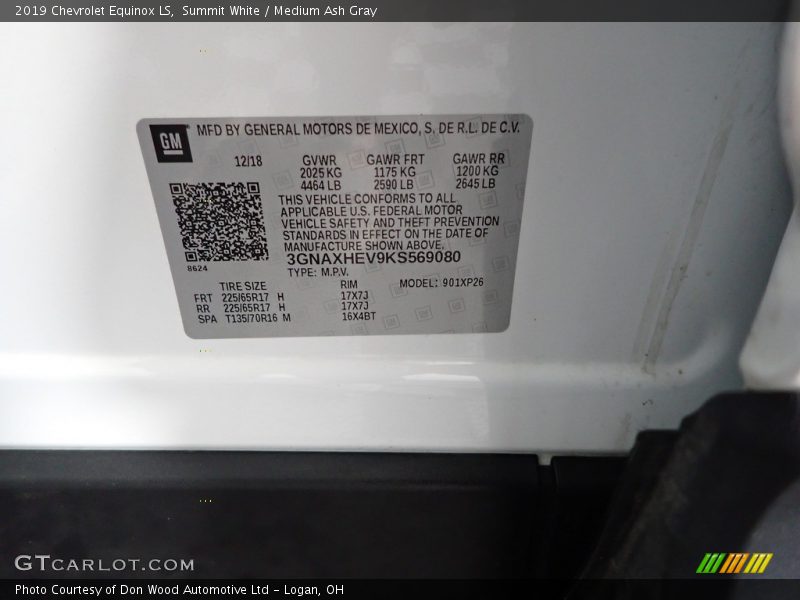 2019 Chevrolet Equinox LS,  Summit White / Medium Ash Gray
GM
MFD BY GENERAL MOTORS DE MEXICO, S. DE R.L. DE C.V.
12/18 GVWR GAWR FRT GAWR RR
2025 KG 1175 KG 1200 KG
4464 LB 2590 LB 2645 LB
THIS VEHICLE CONFORMS TO ALL
APPLICABLE U.S. FEDERAL MOTOR
VEHICLE SAFETY AND THEFT PREVENTION
STANDARDS IN EFFECT ON THE DATE OF
MANUFACTURE SHOWN ABOVE.
3GNAXHEV9KS569080
8624
TYPE: M.P.V.
TIRE SIZE RIM MODEL: 901XP26
FRT 225/65R17 H 17X7J
RR 225/65R17 H 17X7J
SPA T135/70R16 M 16X4BT
GTCARLOT.COM
Photo Courtesy of Don Wood Automotive Ltd - Logan, OH